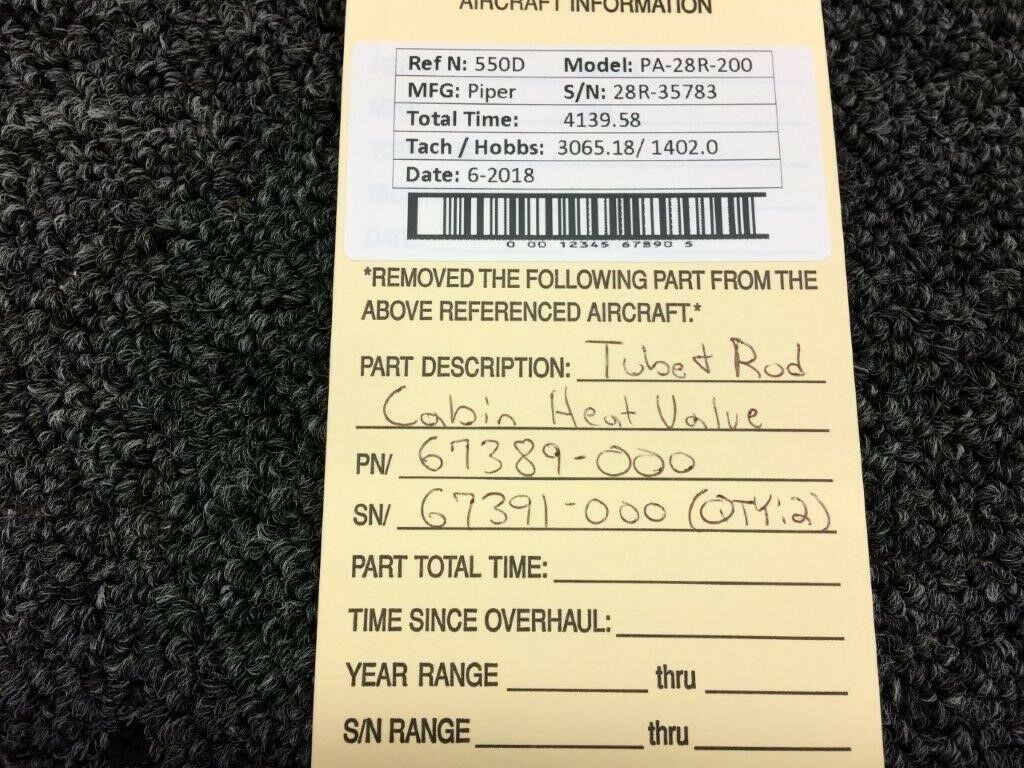 AIRCRAFT INFORMATION
Ref N: 550D Model: PA-28R-200
MFG: Piper S/N: 28R-35783
Total Time: 4139.58
Tach / Hobbs: 3065.18/ 1402.0
Date: 6-2018
0 00 12345 67890 5
*REMOVED THE FOLLOWING PART FROM THE
ABOVE REFERENCED AIRCRAFT.*
PART DESCRIPTION: Tube & Rod
Cabin Heat Valve
PN/ 67389-000
SN/ 67391-000 (QTY:2)
PART TOTAL TIME:
TIME SINCE OVERHAUL:
YEAR RANGE thru
S/N RANGE thru